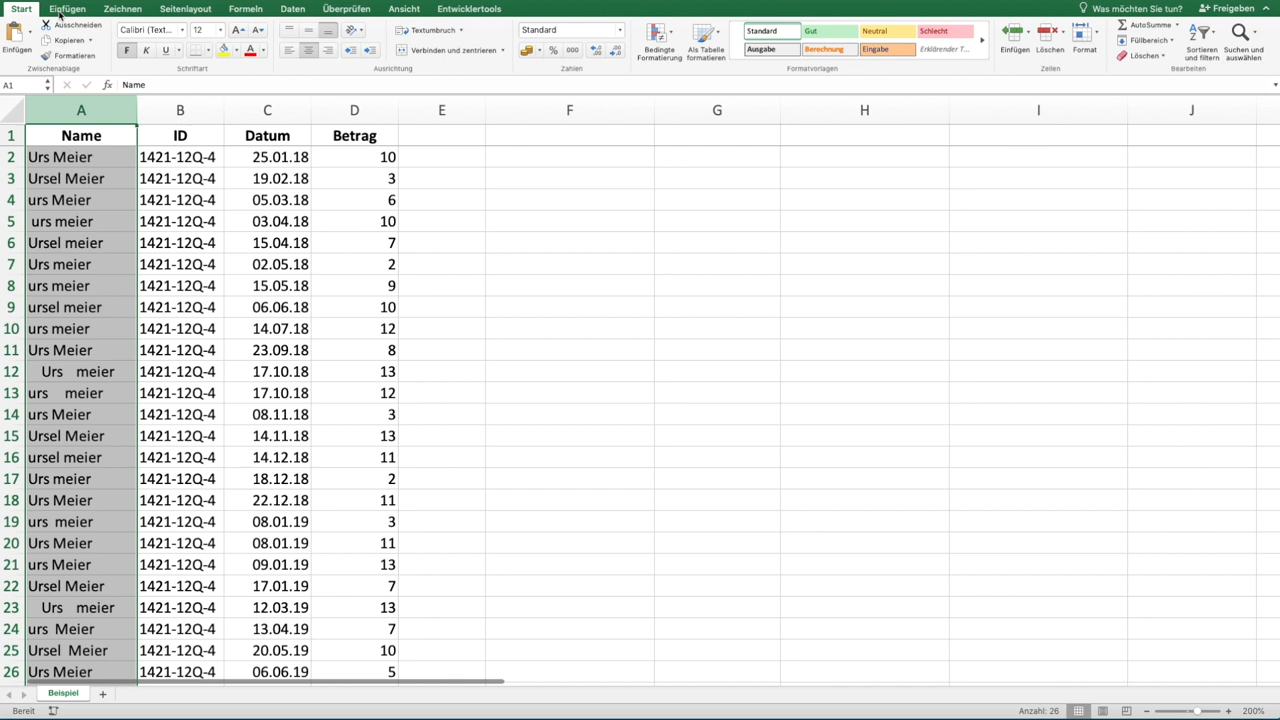 Start Einfügen Zeichnen Seitenlayout Formeln Daten Überprüfen Ansicht Entwicklertools Was möchten Sie tun? Freigeben
Einfügen Ausschneiden Kopieren Formatieren
Calibri (Text... 12 A A F K U A
Textumbruch Verbinden und zentrieren
Standard % 000
Bedingte Formatierung Als Tabelle formatieren
Standard Gut Neutral Schlecht
Ausgabe Berechnung Eingabe Erklärender T...
Einfügen Löschen Format
AutoSumme Füllbereich Löschen Sortieren und filtern Suchen und auswählen
Zwischenablage Schriftart Ausrichtung Zahlen Formatvorlagen Zellen Bearbeiten
A1 fx Name
A B C D E F G H I J
1 Name ID Datum Betrag
2 Urs Meier 1421-12Q-4 25.01.18 10
3 Ursel Meier 1421-12Q-4 19.02.18 3
4 urs Meier 1421-12Q-4 05.03.18 6
5 urs meier 1421-12Q-4 03.04.18 10
6 Ursel meier 1421-12Q-4 15.04.18 7
7 Urs meier 1421-12Q-4 02.05.18 2
8 urs meier 1421-12Q-4 15.05.18 9
9 ursel meier 1421-12Q-4 06.06.18 10
10 urs meier 1421-12Q-4 14.07.18 12
11 Urs Meier 1421-12Q-4 23.09.18 8
12 Urs meier 1421-12Q-4 17.10.18 13
13 urs meier 1421-12Q-4 17.10.18 12
14 urs Meier 1421-12Q-4 08.11.18 3
15 Ursel Meier 1421-12Q-4 14.11.18 13
16 ursel meier 1421-12Q-4 14.12.18 11
17 Urs meier 1421-12Q-4 18.12.18 2
18 Urs Meier 1421-12Q-4 22.12.18 11
19 urs meier 1421-12Q-4 08.01.19 3
20 Urs Meier 1421-12Q-4 08.01.19 11
21 urs Meier 1421-12Q-4 09.01.19 13
22 Ursel Meier 1421-12Q-4 17.01.19 7
23 Urs meier 1421-12Q-4 12.03.19 13
24 urs Meier 1421-12Q-4 13.04.19 7
25 Ursel Meier 1421-12Q-4 20.05.19 10
26 Urs Meier 1421-12Q-4 06.06.19 5
Beispiel
Bereit Anzahl: 26 200%